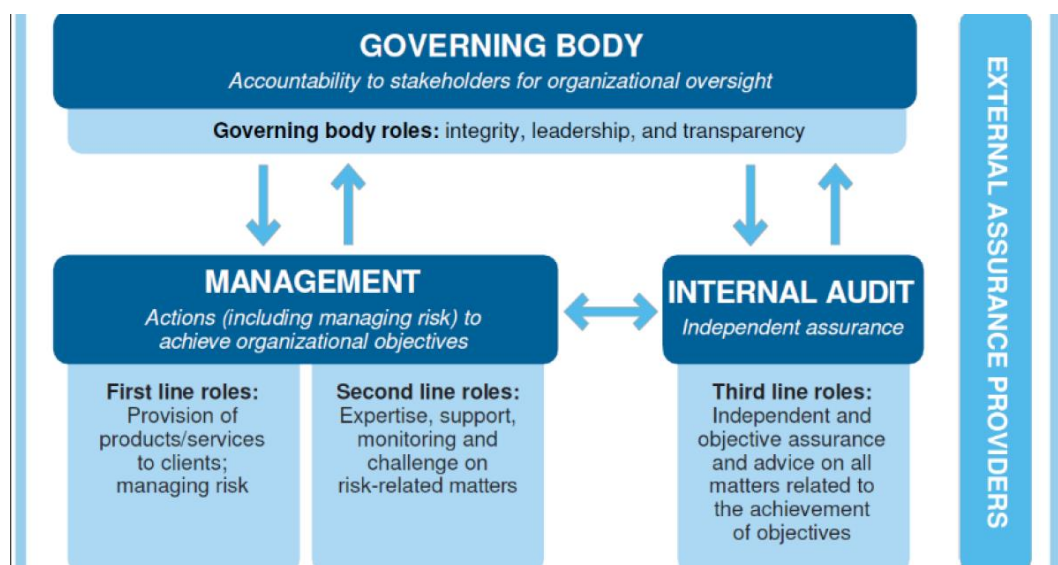 GOVERNING BODY
Accountability to stakeholders for organizational oversight
Governing body roles: integrity, leadership, and transparency
MANAGEMENT
Actions (including managing risk) to
achieve organizational objectives
First line roles:
Provision of
products/services
to clients;
managing risk
Second line roles:
Expertise, support,
monitoring and
challenge on
risk-related matters
INTERNAL AUDIT
Independent assurance
Third line roles:
Independent and
objective assurance
and advice on all
matters related to
the achievement
of objectives
EXTERNAL ASSURANCE PROVIDERS